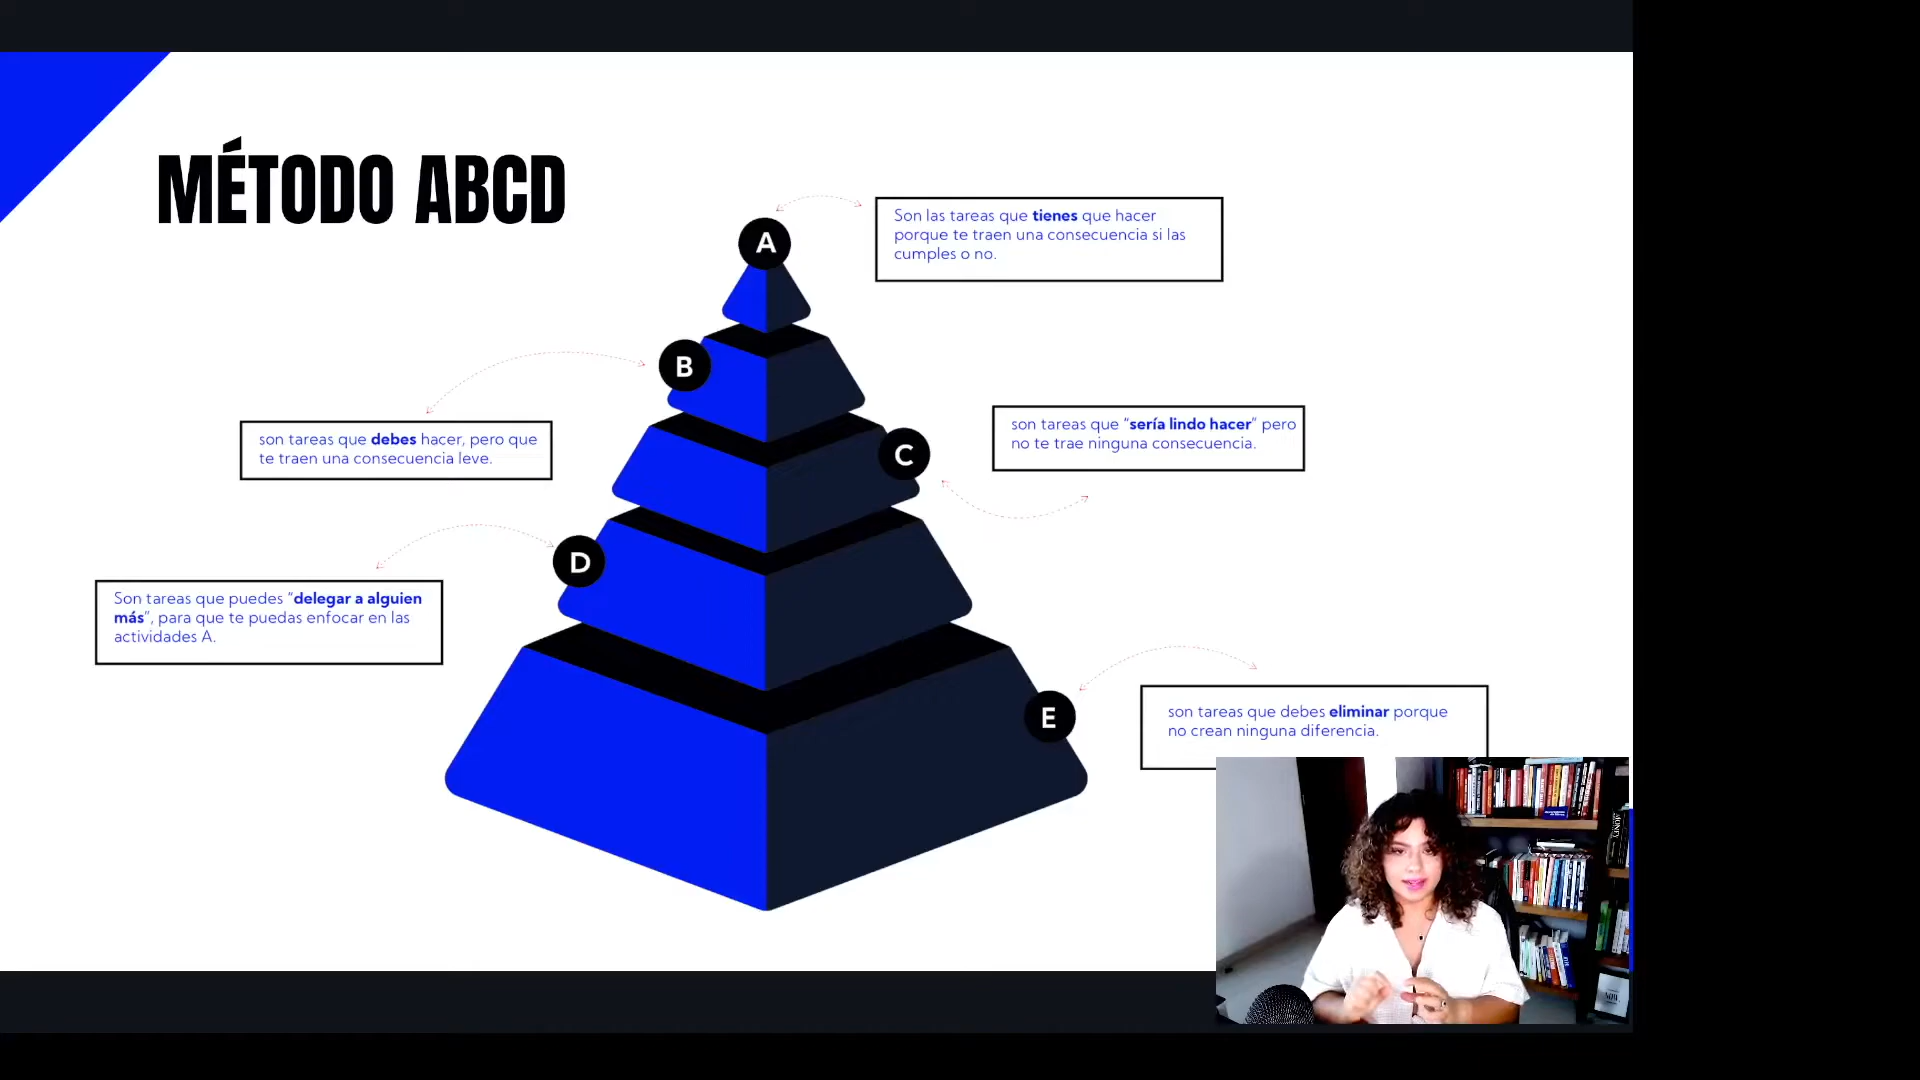 MÉTODO ABCD
A
Son las tareas que tienes que hacer
porque te traen una consecuencia si las
cumples o no.
B
son tareas que debes hacer, pero que
te traen una consecuencia leve.
C
son tareas que “sería lindo hacer” pero
no te trae ninguna consecuencia.
D
Son tareas que puedes “delegar a alguien
más”, para que te puedas enfocar en las
actividades A.
E
son tareas que debes eliminar porque
no crean ninguna diferencia.